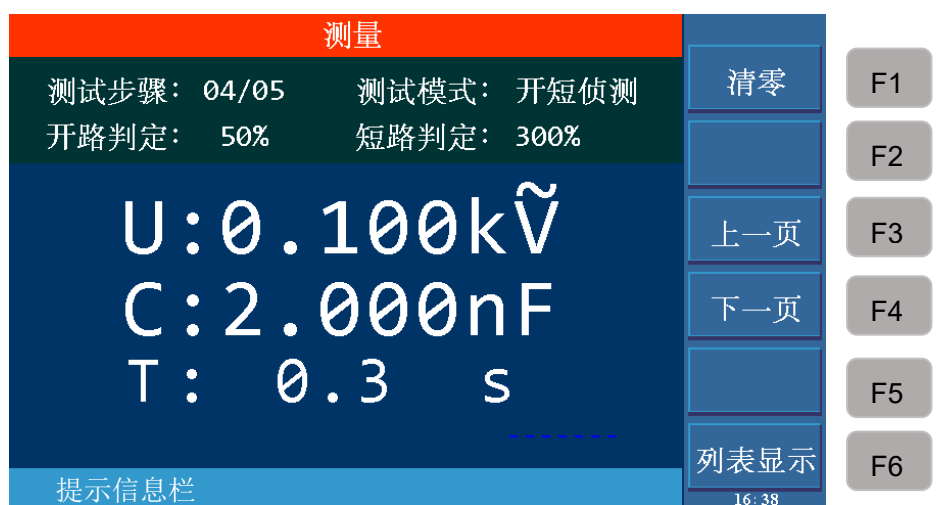 测量
测试步骤: 04/05 测试模式: 开短侦测
开路判定: 50% 短路判定: 300%
U:0.100kṼ
C:2.000nF
T: 0.3 s
-------
提示信息栏
清零
上一页
下一页
列表显示
16:38
F1
F2
F3
F4
F5
F6